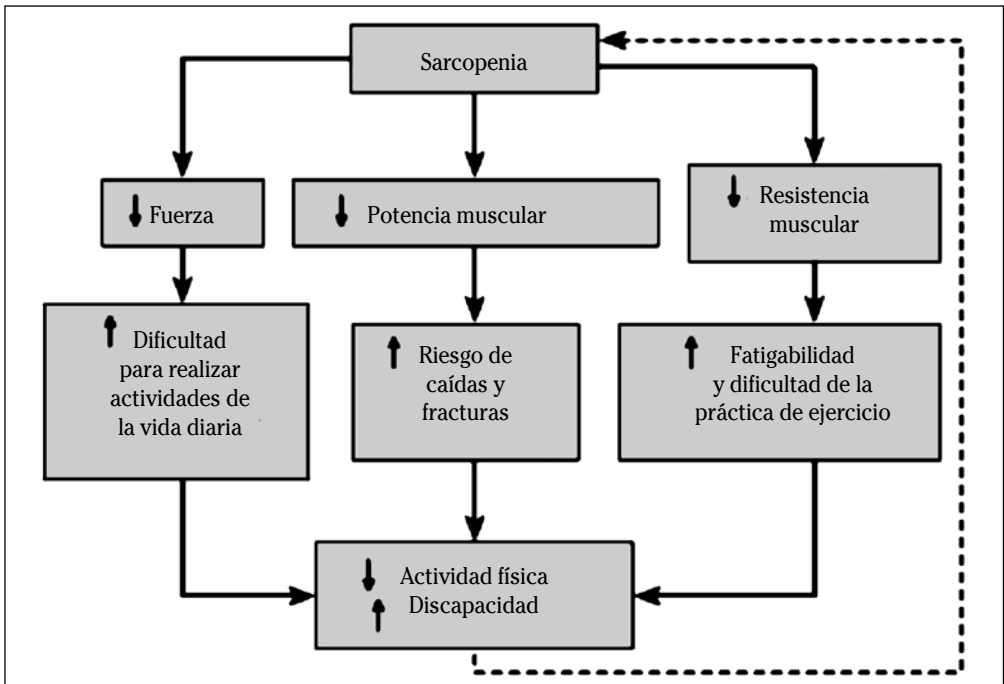 Sarcopenia
Fuerza
Potencia muscular
Resistencia
muscular
Dificultad
para realizar
actividades de
la vida diaria
Riesgo de
caídas y
fracturas
Fatigabilidad
y dificultad de la
práctica de ejercicio
Actividad física
Discapacidad